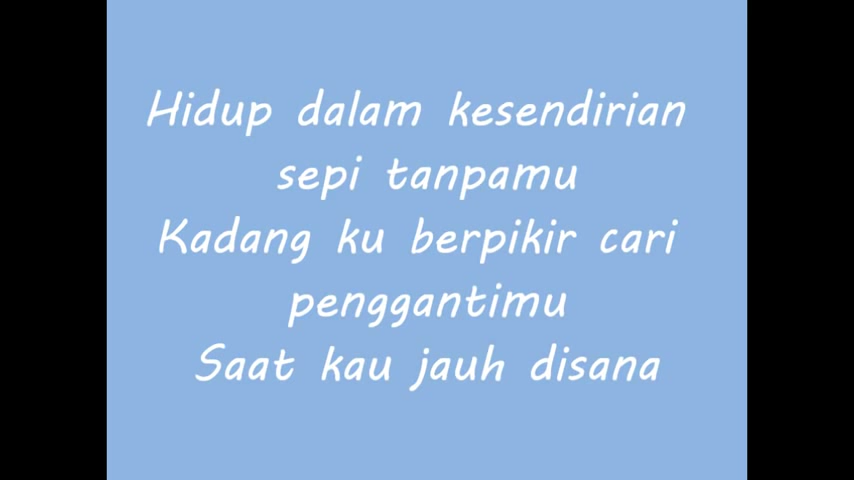 Hidup dalam kesendirian
sepi tanpamu
Kadang ku berpikir cari
penggantimu
Saat kau jauh disana